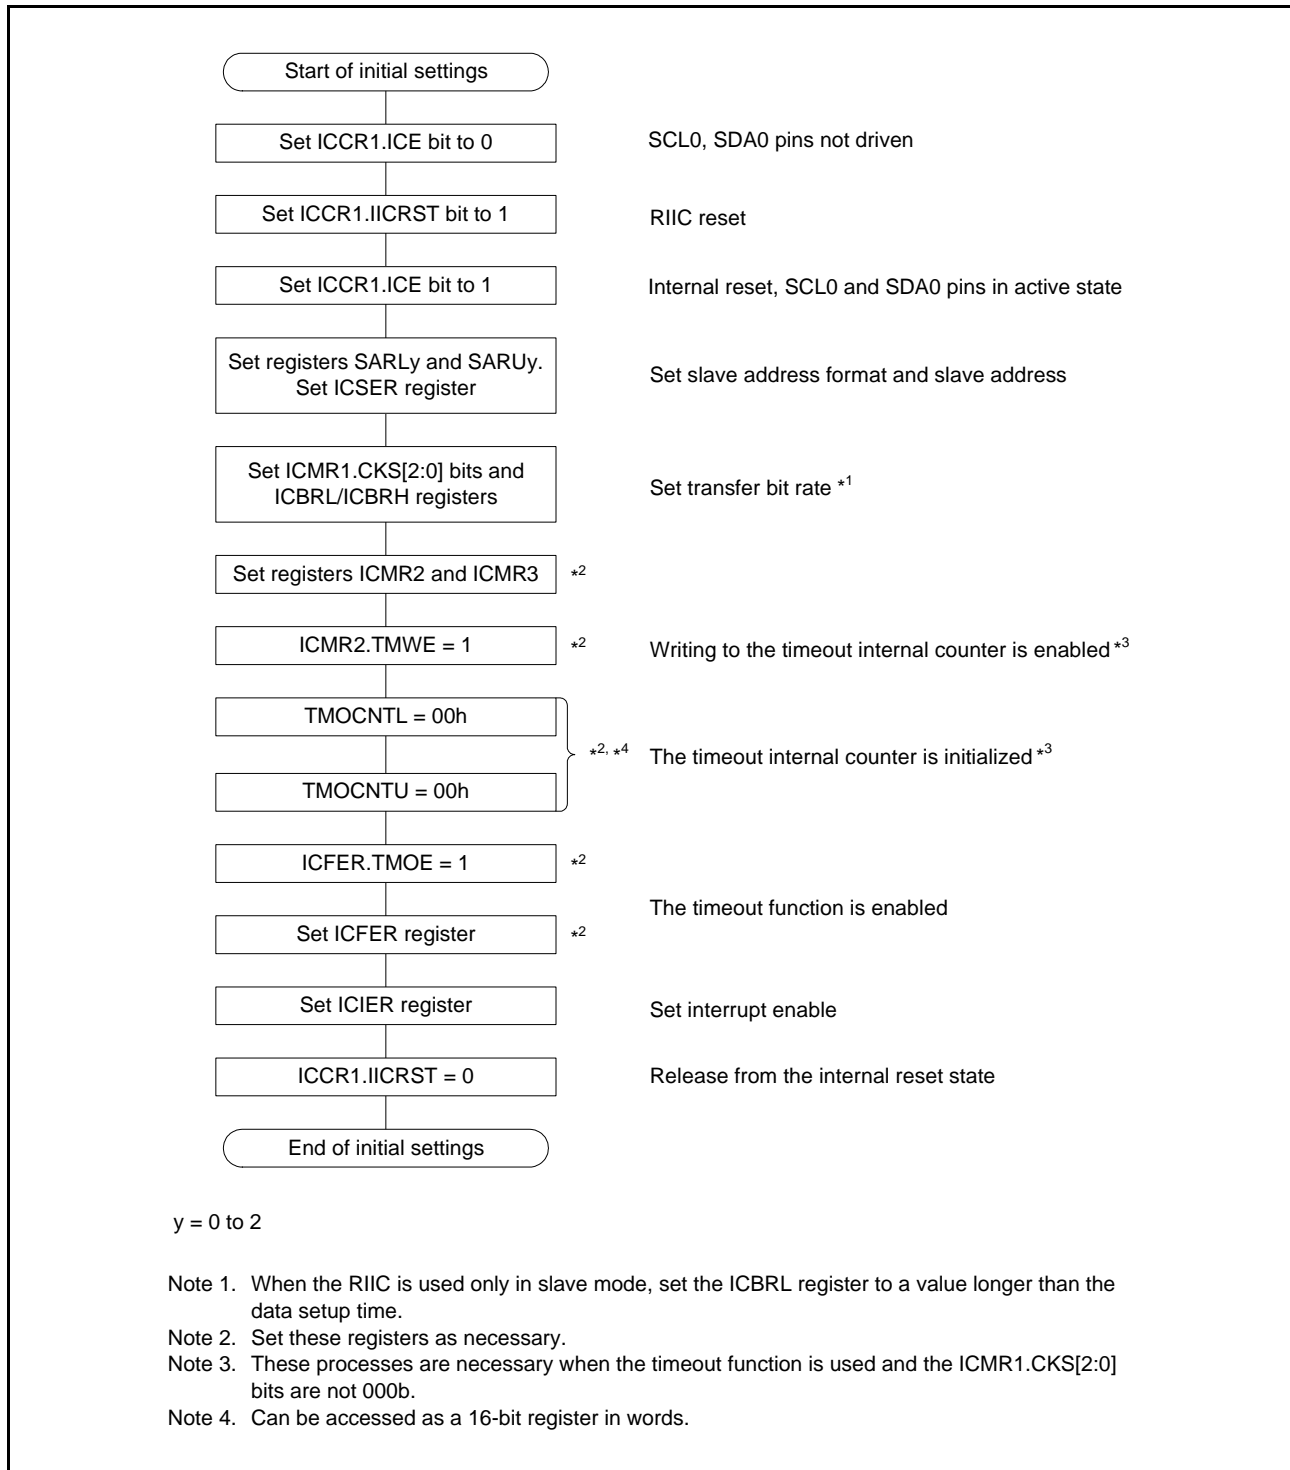 Start of initial settings
Set ICCR1.ICE bit to 0
SCL0, SDA0 pins not driven
Set ICCR1.IICRST bit to 1
RIIC reset
Set ICCR1.ICE bit to 1
Internal reset, SCL0 and SDA0 pins in active state
Set registers SARLy and SARUy.
Set ICSER register
Set slave address format and slave address
Set ICMR1.CKS[2:0] bits and
ICBRL/ICBRH registers
Set transfer bit rate *1
Set registers ICMR2 and ICMR3
*2
ICMR2.TMWE = 1
*2
Writing to the timeout internal counter is enabled *3
TMOCNTL = 00h
*2, *4
The timeout internal counter is initialized *3
TMOCNTU = 00h
ICFER.TMOE = 1
*2
The timeout function is enabled
Set ICFER register
*2
Set ICIER register
Set interrupt enable
ICCR1.IICRST = 0
Release from the internal reset state
End of initial settings
y = 0 to 2
Note 1. When the RIIC is used only in slave mode, set the ICBRL register to a value longer than the
data setup time.
Note 2. Set these registers as necessary.
Note 3. These processes are necessary when the timeout function is used and the ICMR1.CKS[2:0]
bits are not 000b.
Note 4. Can be accessed as a 16-bit register in words.